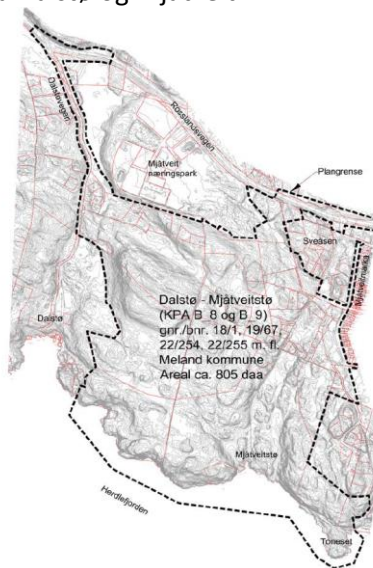 Dalstøvegen
Rosslandsvegen
Mjåtveit
næringspark
Plangrense
Sveåsen
Mjåtveitmarka
Dalstø - Mjåtveitstø
(KPA B_8 og B_9)
gnr./bnr. 18/1, 19/67,
22/254, 22/255 m. fl.
Meland kommune
Areal ca. 805 daa
Dalstø
Mjåtveitstø
Herdlefjorden
Toneset